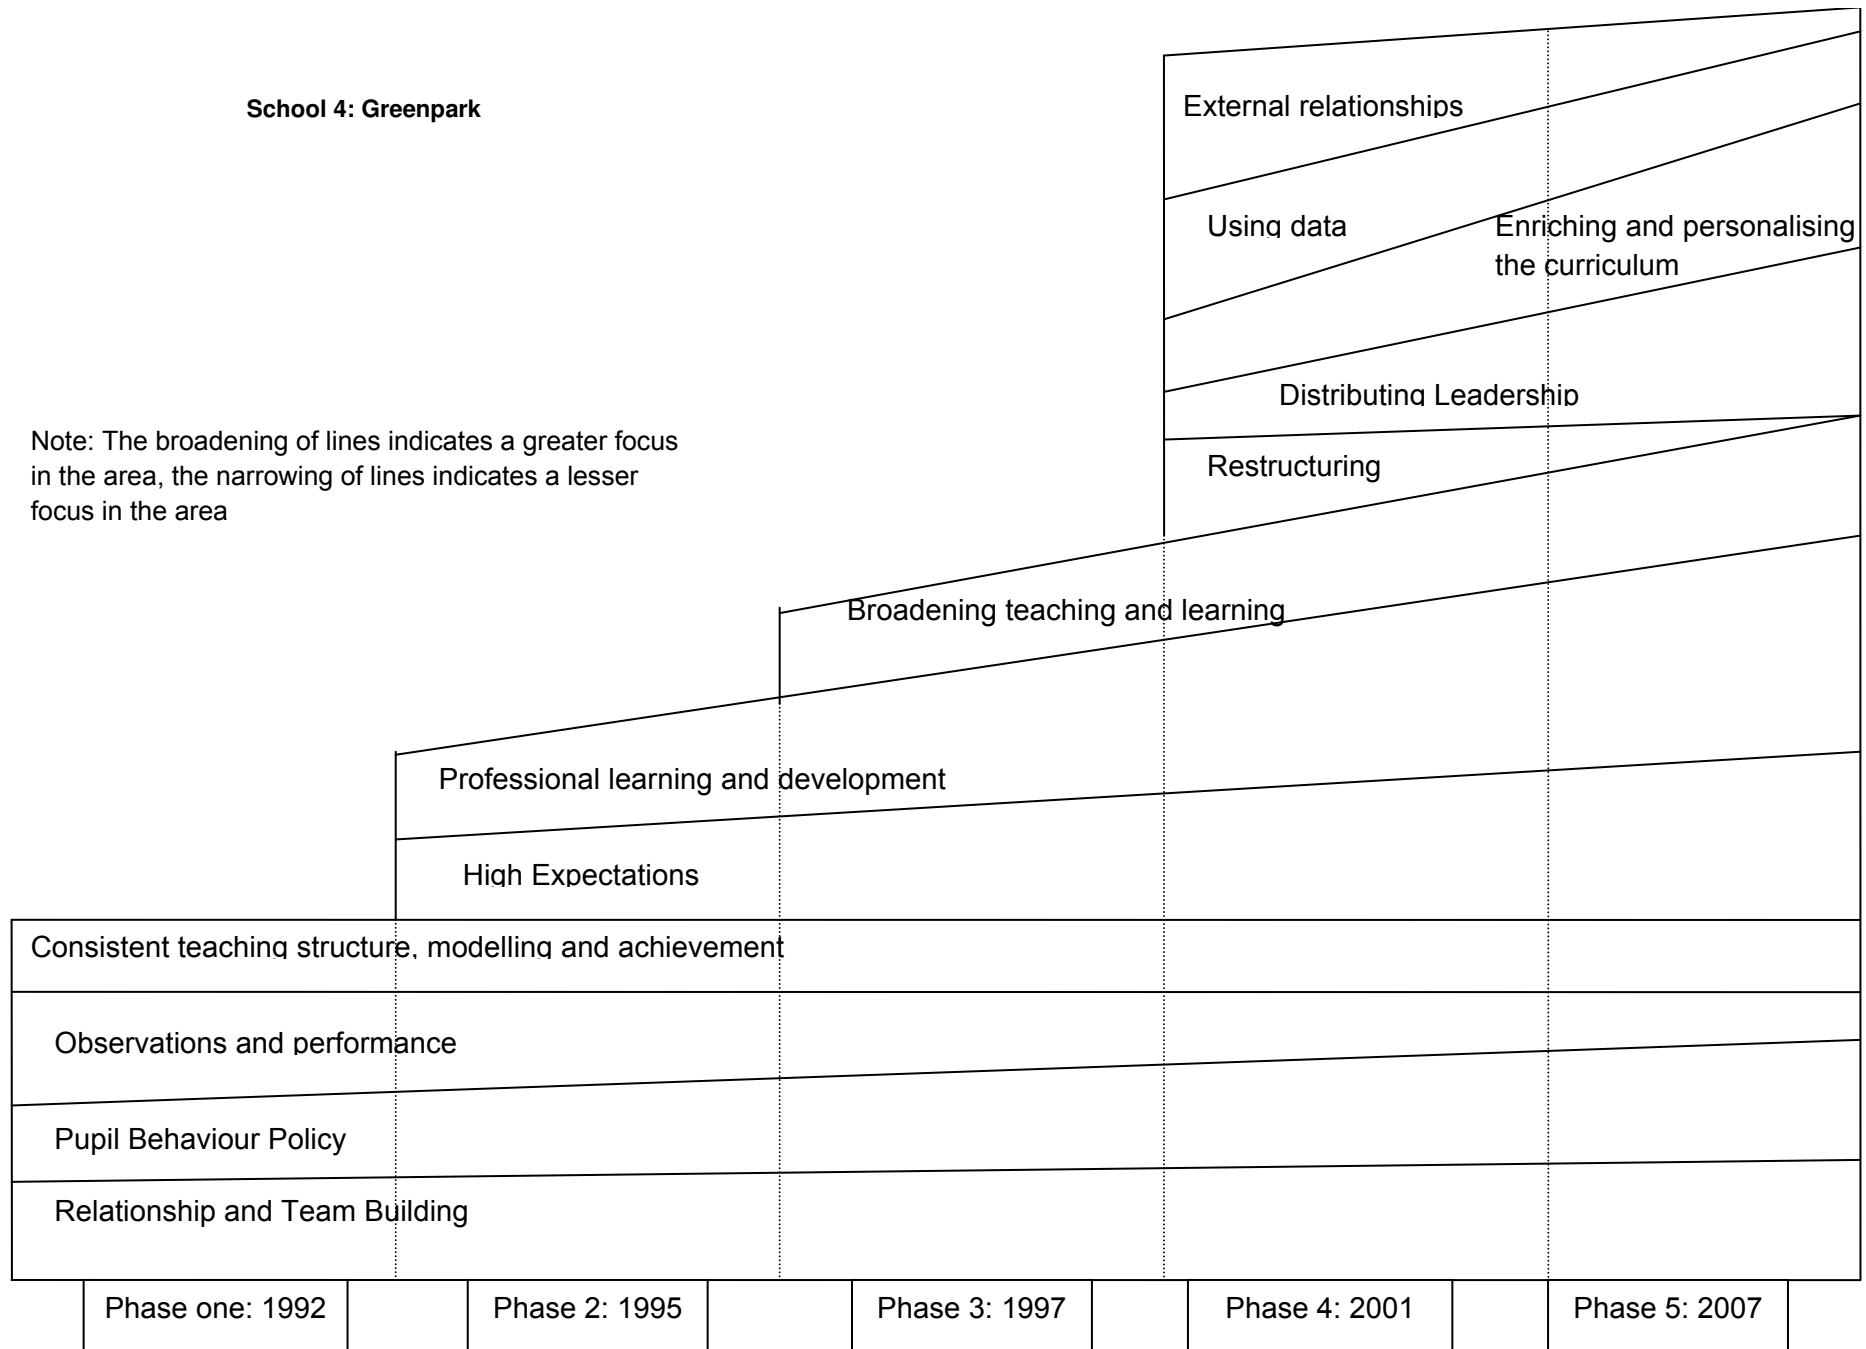 School 4: Greenpark
External relationships
Using data
Enriching and personalising
the curriculum
Distributing Leadership
Note: The broadening of lines indicates a greater focus
in the area, the narrowing of lines indicates a lesser
focus in the area
Restructuring
Broadening teaching and learning
Professional learning and development
High Expectations
Consistent teaching structure, modelling and achievement
Observations and performance
Pupil Behaviour Policy
Relationship and Team Building
Phase one: 1992
Phase 2: 1995
Phase 3: 1997
Phase 4: 2001
Phase 5: 2007